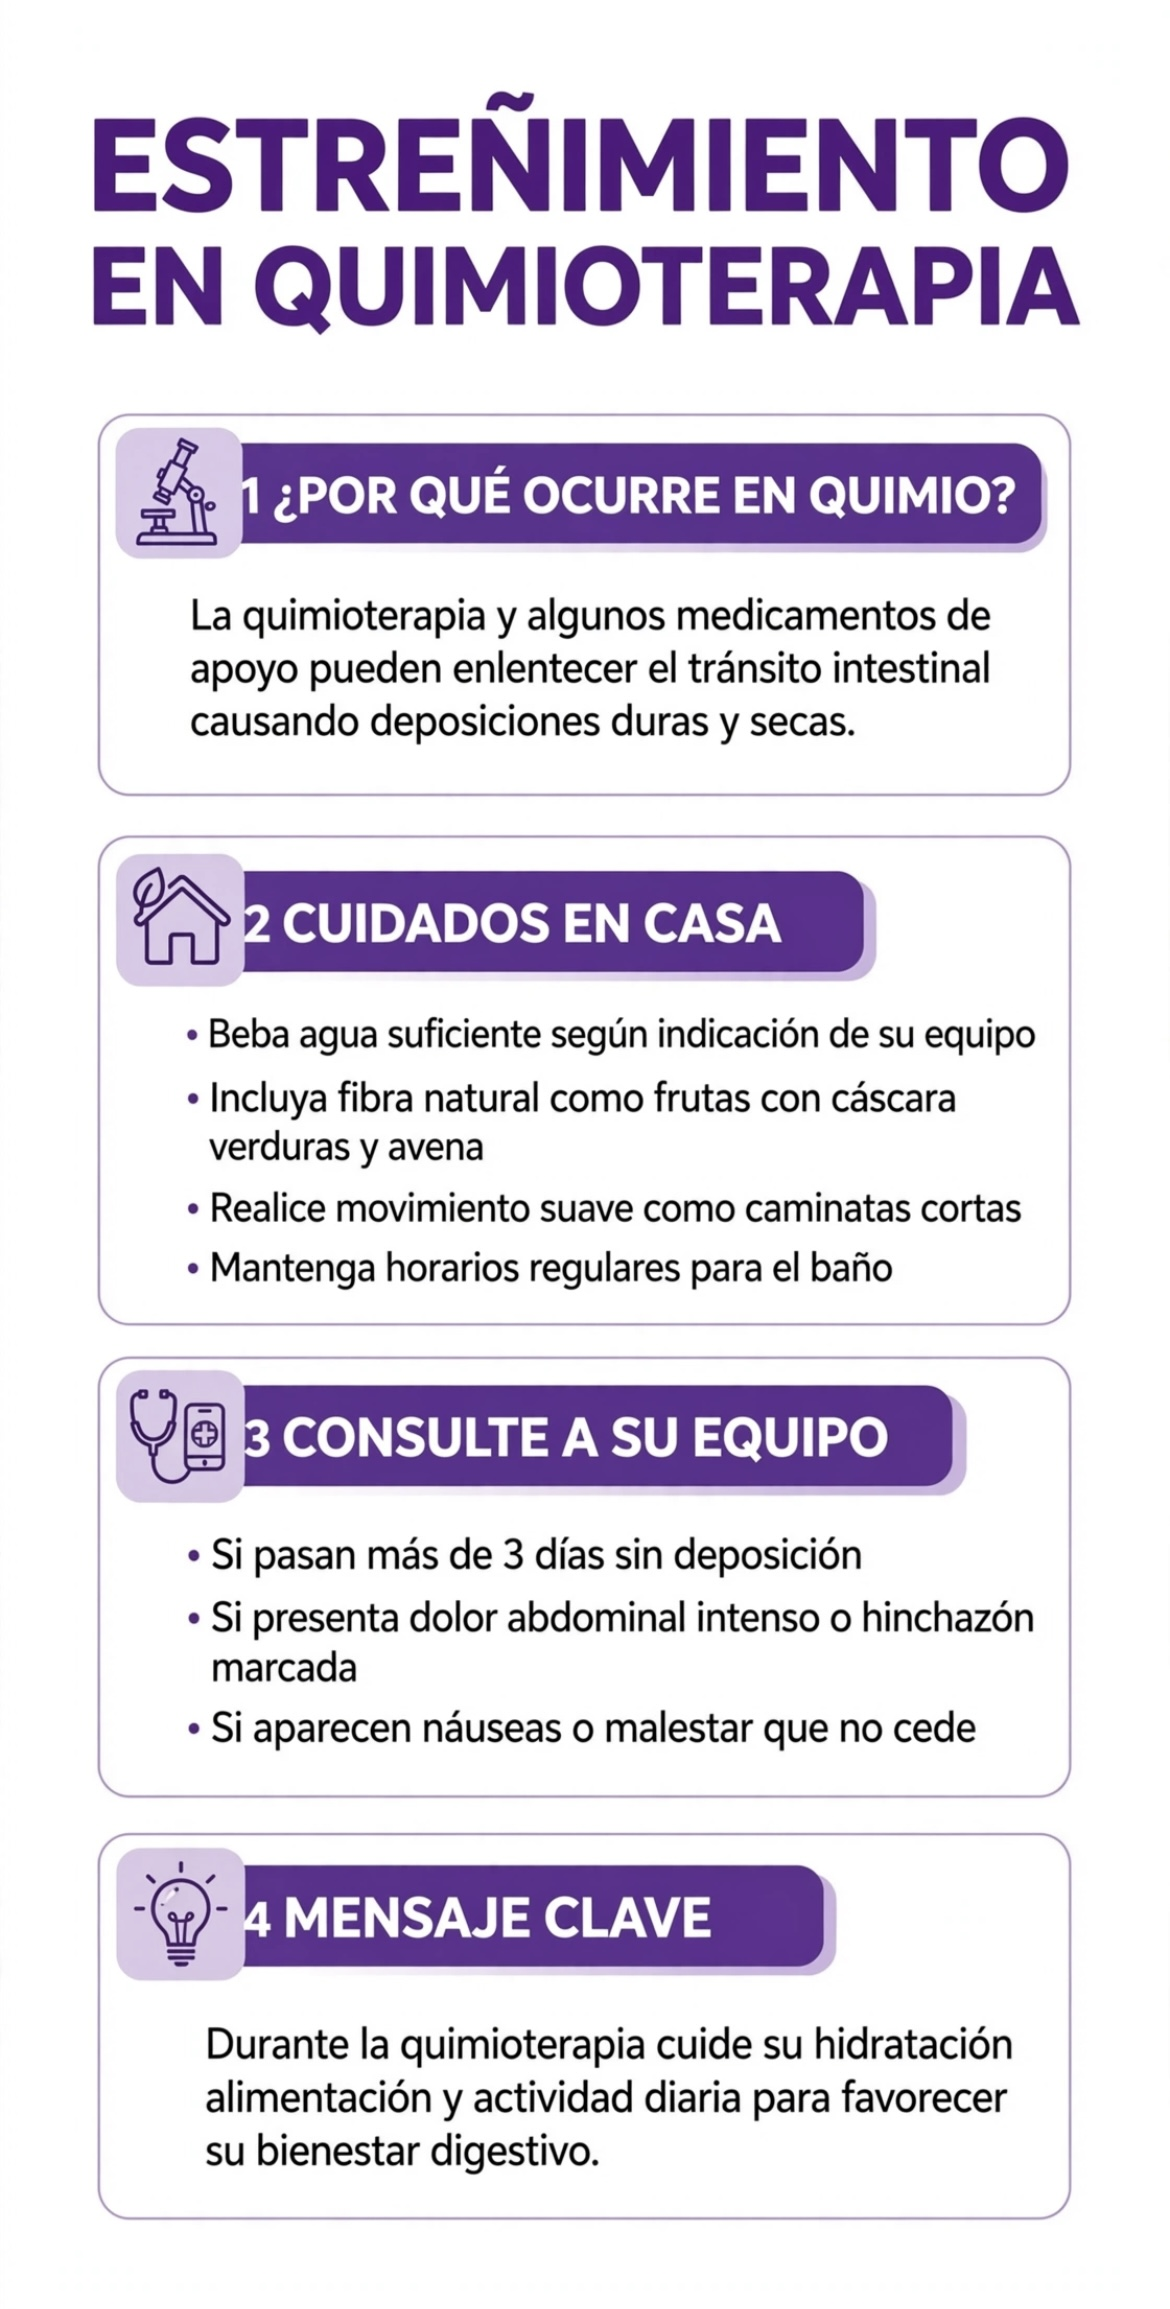 ESTREÑIMIENTO
EN QUIMIOTERAPIA
1 ¿POR QUÉ OCURRE EN QUIMIO?
La quimioterapia y algunos medicamentos de
apoyo pueden enlentecer el tránsito intestinal
causando deposiciones duras y secas.
2 CUIDADOS EN CASA
• Beba agua suficiente según indicación de su equipo
• Incluya fibra natural como frutas con cáscara
verduras y avena
• Realice movimiento suave como caminatas cortas
• Mantenga horarios regulares para el baño
3 CONSULTE A SU EQUIPO
• Si pasan más de 3 días sin deposición
• Si presenta dolor abdominal intenso o hinchazón
marcada
• Si aparecen náuseas o malestar que no cede
4 MENSAJE CLAVE
Durante la quimioterapia cuide su hidratación
alimentación y actividad diaria para favorecer
su bienestar digestivo.